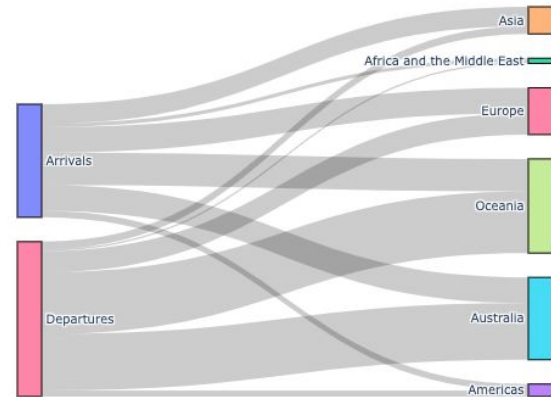 Asia
Africa and the Middle East
Europe
Arrivals
Oceania
Departures
Australia
Americas